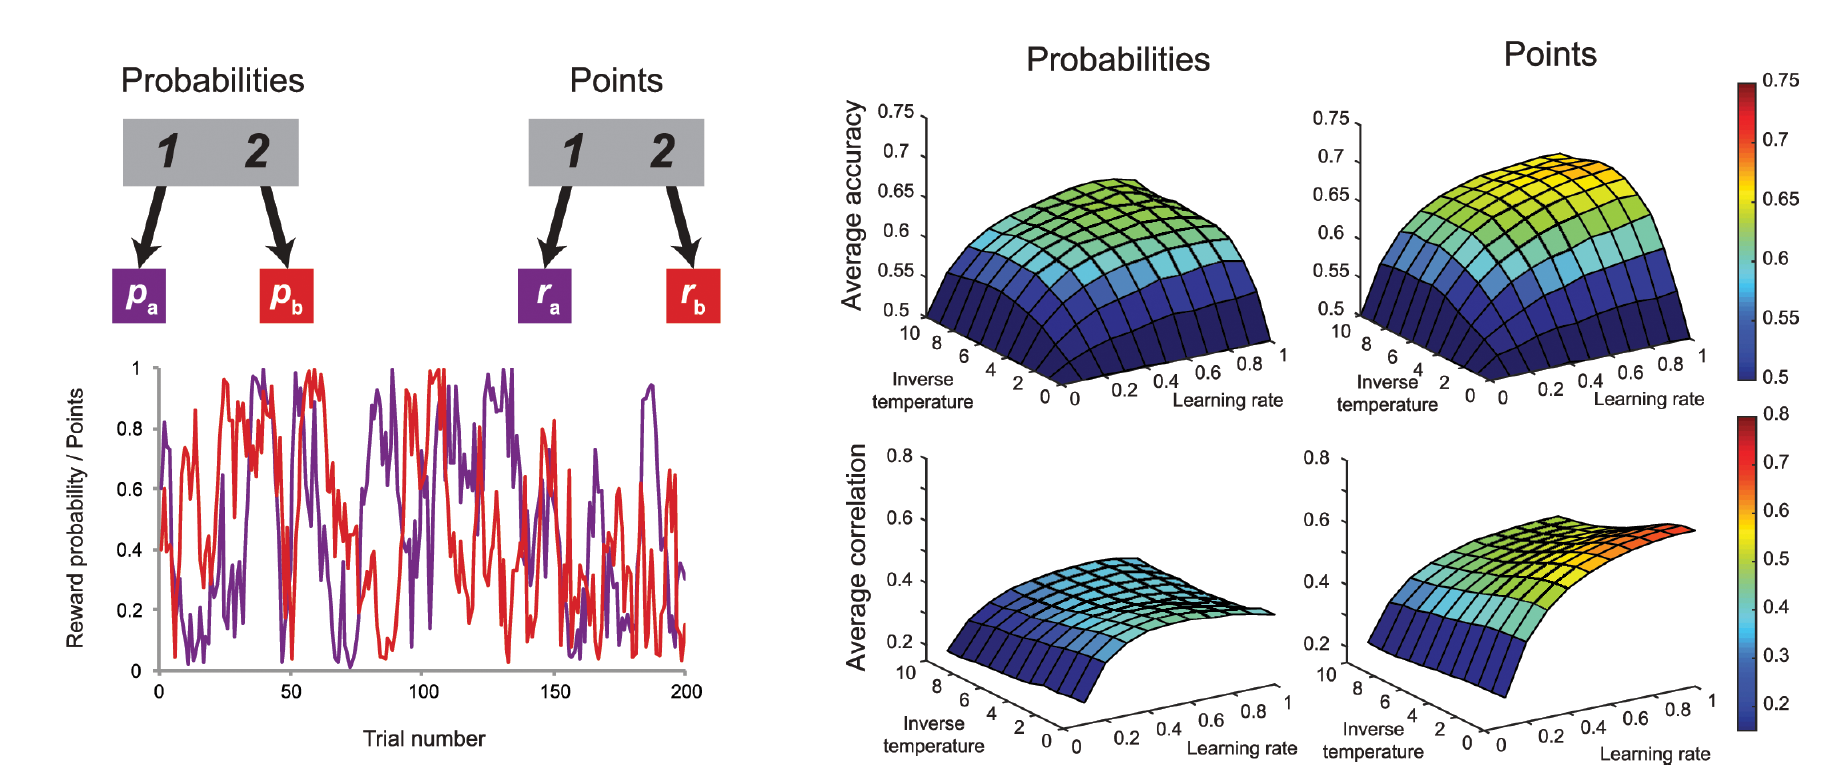 Probabilities
Points
1 2
1 2
pa
pb
ra
rb
Reward probability / Points
1
0.8
0.6
0.4
0.2
0
0 50 100 150 200
Trial number
Probabilities
Average accuracy
0.75
0.7
0.65
0.6
0.55
0.5
10 8 6 4 2 0
Inverse
temperature
0 0.2 0.4 0.6 0.8 1
Learning rate
Points
0.75
0.7
0.65
0.6
0.55
0.5
10 8 6 4 2 0
Inverse
temperature
0 0.2 0.4 0.6 0.8 1
Learning rate
0.75
0.7
0.65
0.6
0.55
0.5
Average correlation
0.8
0.6
0.4
0.2
10 8 6 4 2 0
Inverse
temperature
0 0.2 0.4 0.6 0.8 1
Learning rate
0.8
0.6
0.4
0.2
10 8 6 4 2 0
Inverse
temperature
0 0.2 0.4 0.6 0.8 1
Learning rate
0.8
0.7
0.6
0.5
0.4
0.3
0.2